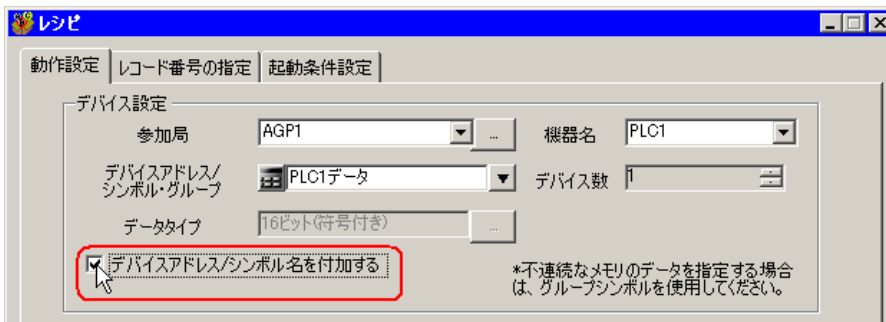 レシピ
動作設定 レコード番号の指定 起動条件設定
デバイス設定
参加局 AGP1 ... 機器名 PLC1
デバイスアドレス/
シンボル・グループ PLC1データ デバイス数 1
データタイプ 16ビット(符号付き) ...
デバイスアドレス/シンボル名を付加する
*不連続なメモリのデータを指定する場合
は、グループシンボルを使用してください。